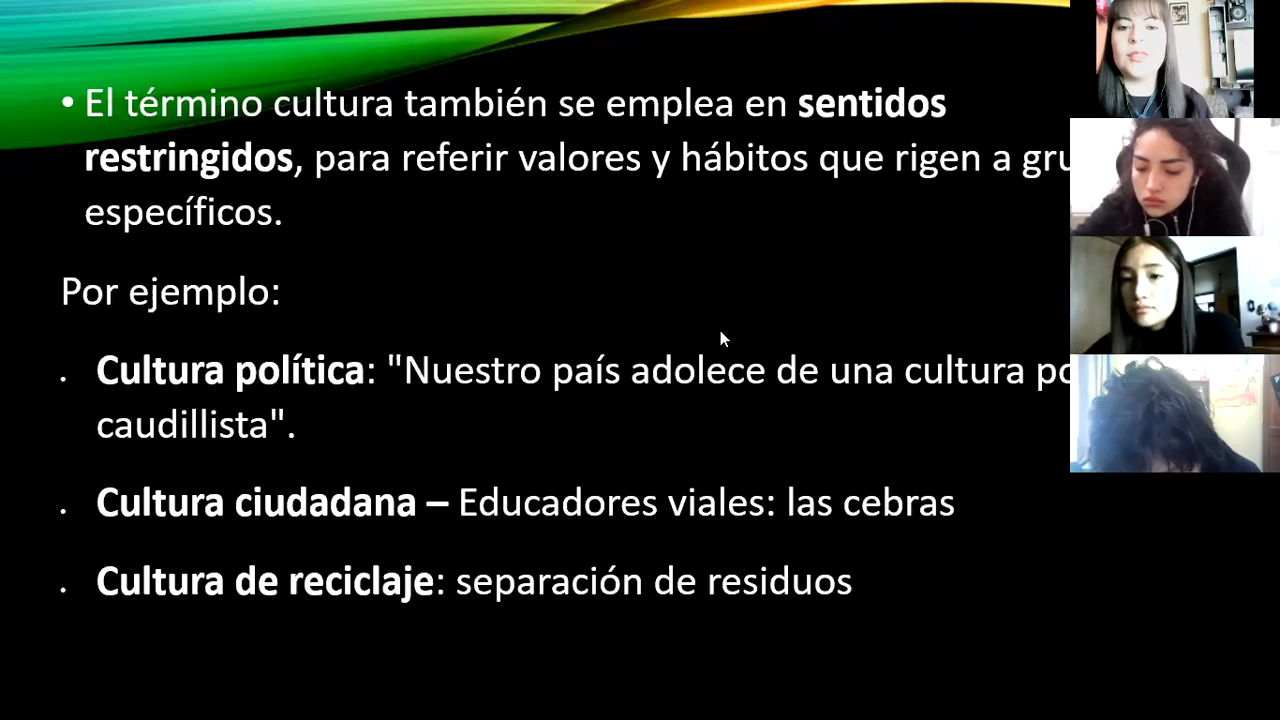 • El término cultura también se emplea en sentidos
restringidos, para referir valores y hábitos que rigen a gru
específicos.
Por ejemplo:
• Cultura política: "Nuestro país adolece de una cultura po
caudillista".
• Cultura ciudadana – Educadores viales: las cebras
• Cultura de reciclaje: separación de residuos